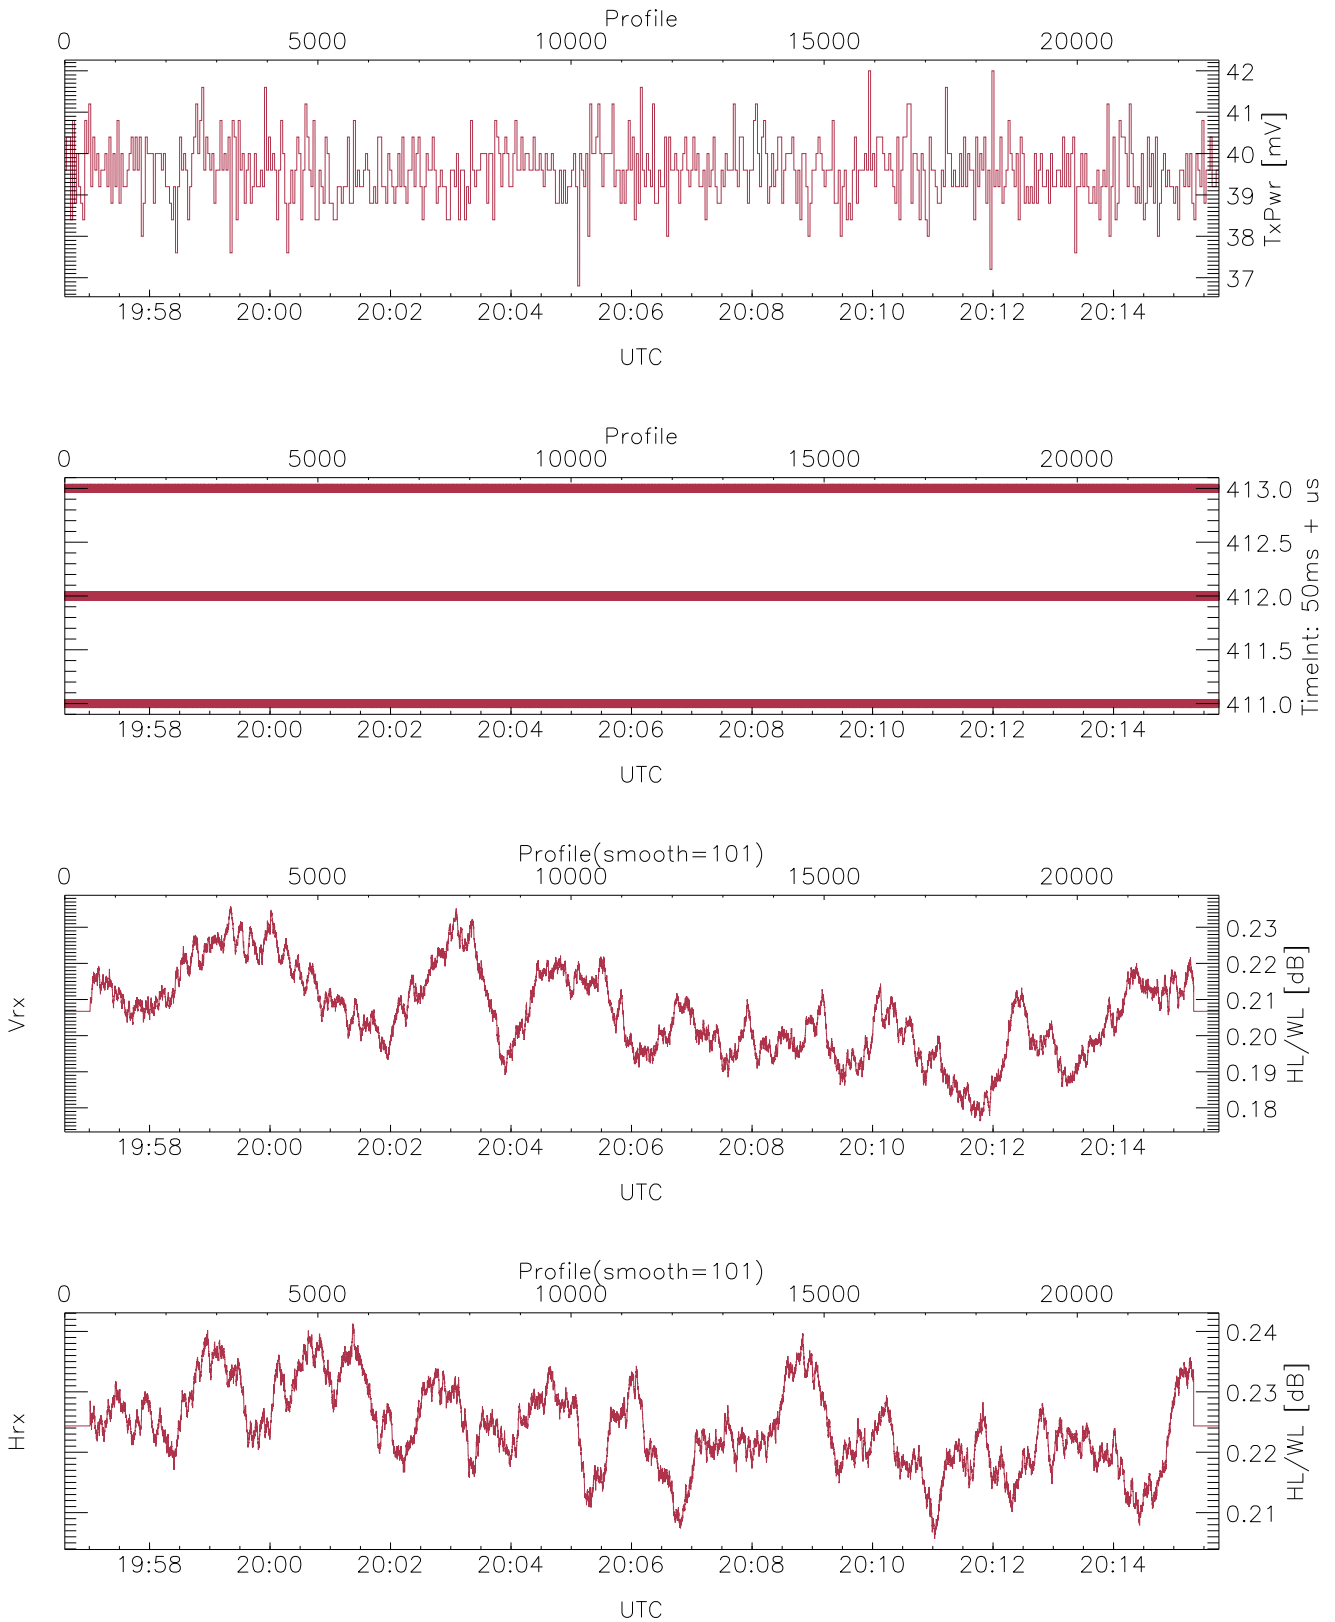 Profile
0 5000 10000 15000 20000
42
41
40
39
38
37
TxPwr [mV]
19:58 20:00 20:02 20:04 20:06 20:08 20:10 20:12 20:14
UTC
Profile
0 5000 10000 15000 20000
413.0
412.5
412.0
411.5
411.0
TimeInt: 50ms + us
19:58 20:00 20:02 20:04 20:06 20:08 20:10 20:12 20:14
UTC
Profile(smooth=101)
0 5000 10000 15000 20000
Vrx
0.23
0.22
0.21
0.20
0.19
0.18
HL/WL [dB]
19:58 20:00 20:02 20:04 20:06 20:08 20:10 20:12 20:14
UTC
Profile(smooth=101)
0 5000 10000 15000 20000
Hrx
0.24
0.23
0.22
0.21
HL/WL [dB]
19:58 20:00 20:02 20:04 20:06 20:08 20:10 20:12 20:14
UTC